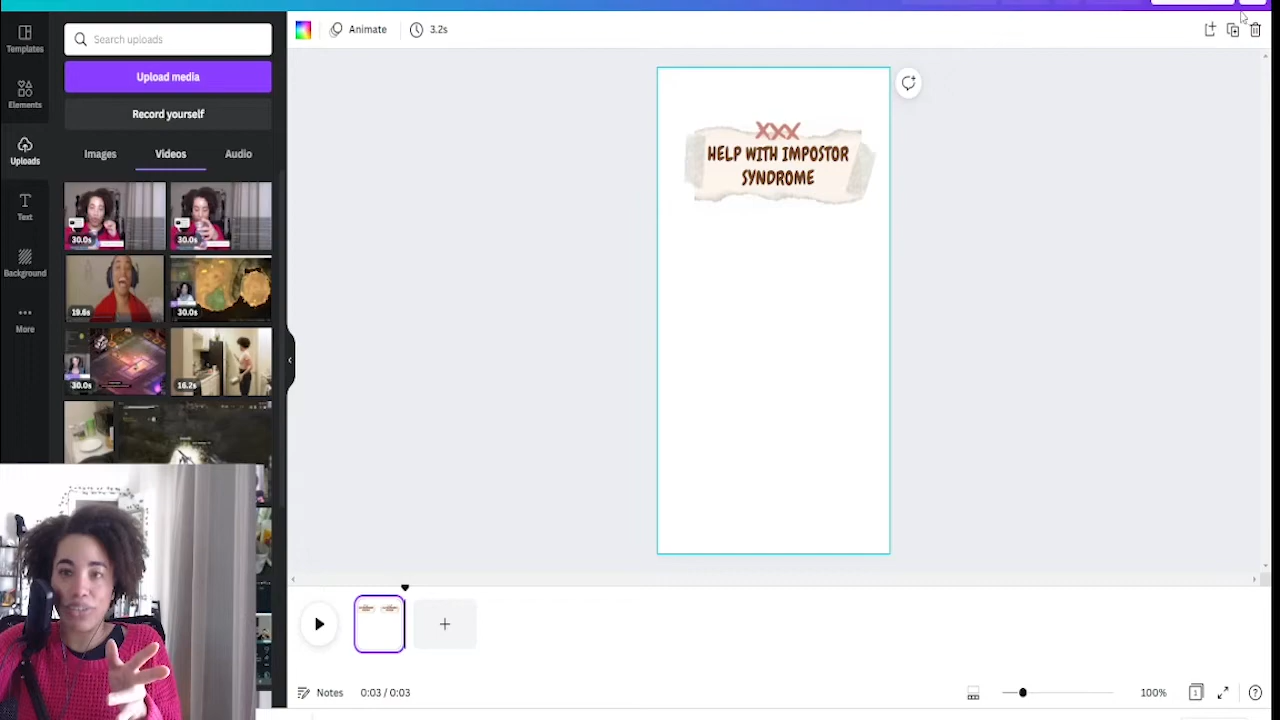 Animate
3.2s
Templates
Elements
Uploads
Text
Background
More
Search uploads
Upload media
Record yourself
Images
Videos
Audio
30.0s
30.0s
19.6s
30.0s
30.0s
16.2s
XXX
HELP WITH IMPOSTOR
SYNDROME
Notes
0:03 / 0:03
100%
1